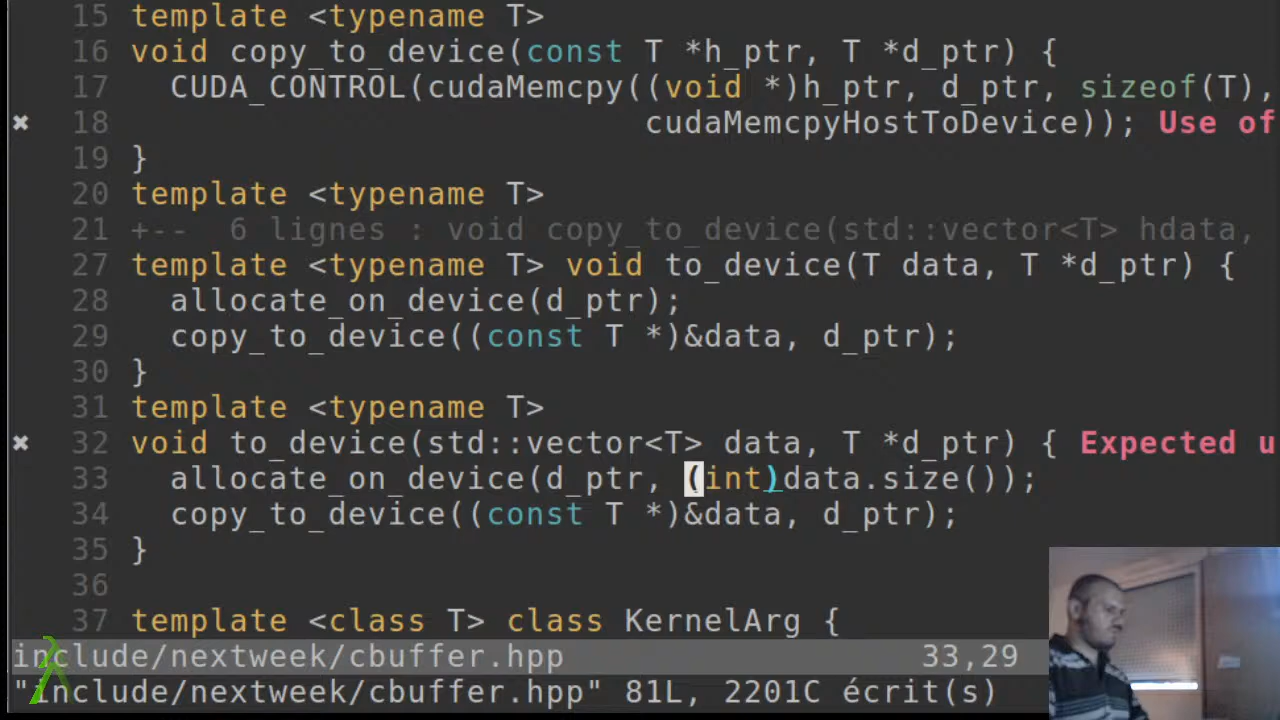 15 template <typename T>
16 void copy_to_device(const T *h_ptr, T *d_ptr) {
17   CUDA_CONTROL(cudaMemcpy((void *)h_ptr, d_ptr, sizeof(T),
✖ 18                           cudaMemcpyHostToDevice)); Use of
19 }
20 template <typename T>
21 +--  6 lignes : void copy_to_device(std::vector<T> hdata,
27 template <typename T> void to_device(T data, T *d_ptr) {
28   allocate_on_device(d_ptr);
29   copy_to_device((const T *)&data, d_ptr);
30 }
31 template <typename T>
✖ 32 void to_device(std::vector<T> data, T *d_ptr) { Expected u
33   allocate_on_device(d_ptr, (int)data.size());
34   copy_to_device((const T *)&data, d_ptr);
35 }
36
37 template <class T> class KernelArg {
include/nextweek/cbuffer.hpp 33,29
"include/nextweek/cbuffer.hpp" 81L, 2201C écrit(s)